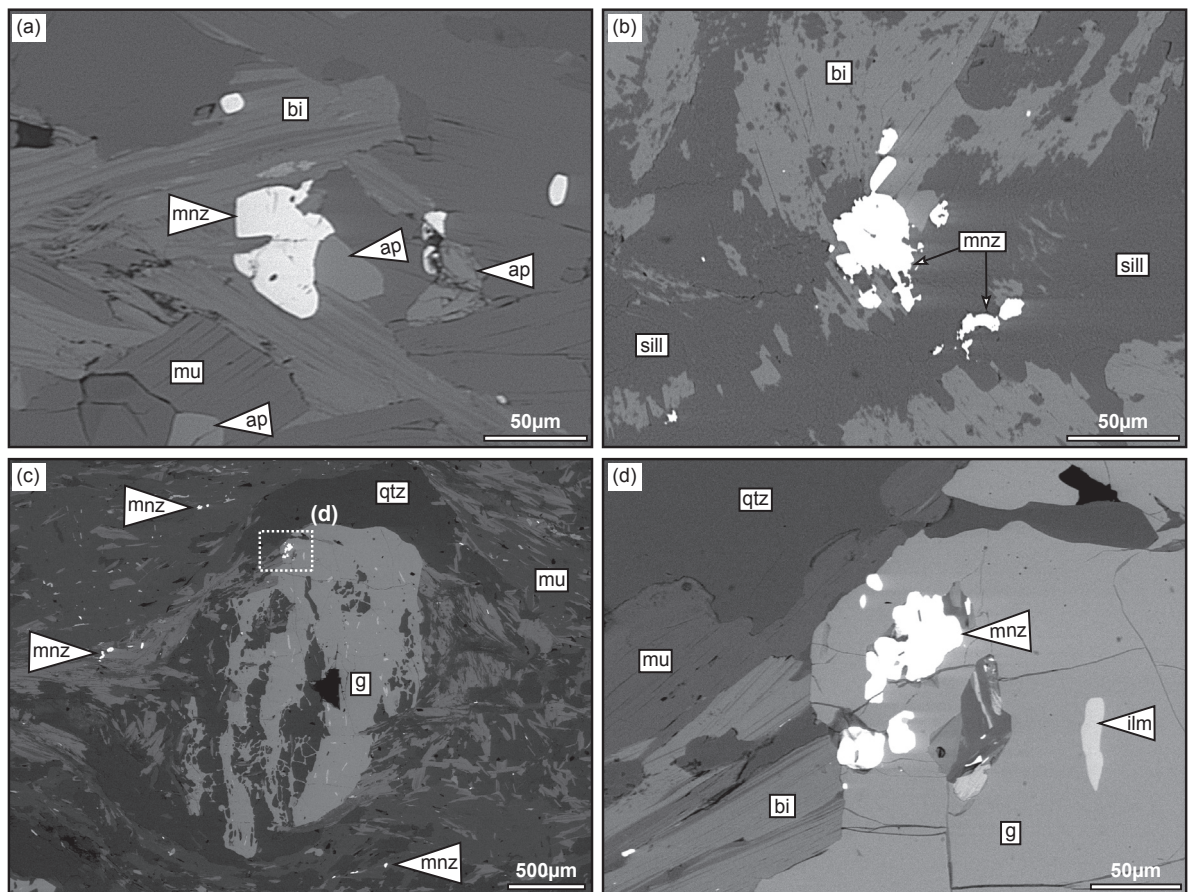 (a)
bi
mnz
ap
ap
mu
ap
50µm
(b)
bi
mnz
sill
sill
50µm
(c)
qtz
mnz
(d)
mu
mnz
g
mnz
500µm
(d)
qtz
mnz
mu
ilm
bi
g
50µm